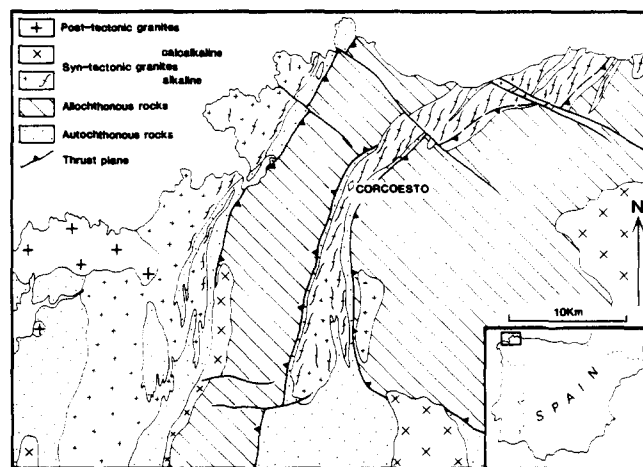 Post-tectonic granites
calcalkaline
Syn-tectonic granites
alkaline
Allochthonous rocks
Autochthonous rocks
Thrust plane
CORCOESTO
N
10Km
SPAIN